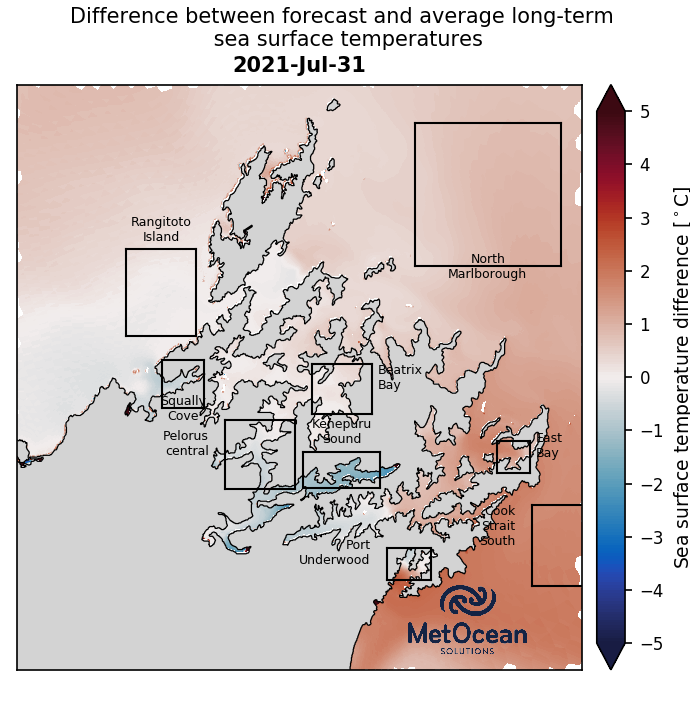 Difference between forecast and average long-term
sea surface temperatures
2021-Jul-31
Rangitoto
Island
North
Marlborough
Squally
Cove
Beatrix
Bay
Pelorus
central
Kenepuru
Sound
East
Bay
Cook
Strait
South
Port
Underwood
MetOcean
SOLUTIONS
5
4
3
2
1
0
−1
−2
−3
−4
−5
Sea surface temperature difference [°C]